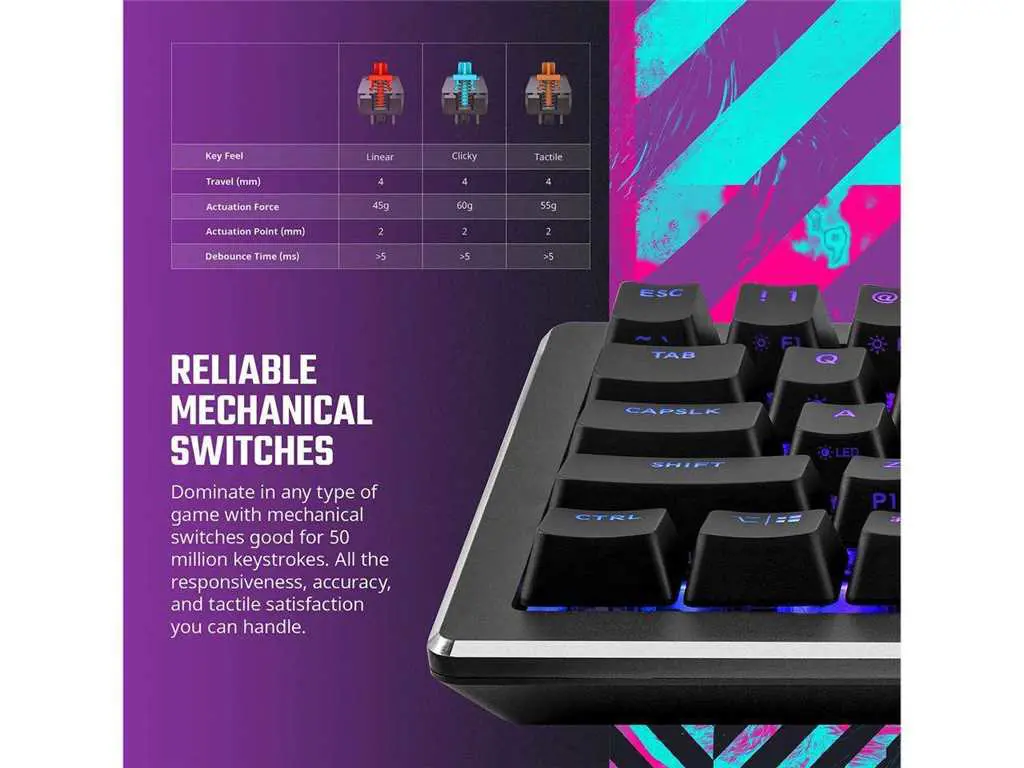 Key Feel Linear Clicky Tactile
Travel (mm) 4 4 4
Actuation Force 45g 60g 55g
Actuation Point (mm) 2 2 2
Debounce Time (ms) >5 >5 >5
RELIABLE
MECHANICAL
SWITCHES
Dominate in any type of
game with mechanical
switches good for 50
million keystrokes. All the
responsiveness, accuracy,
and tactile satisfaction
you can handle.
ESC ! 1 @
~ \ F1
TAB Q
CAPSLK A
LED
SHIFT Z
P1
CTRL